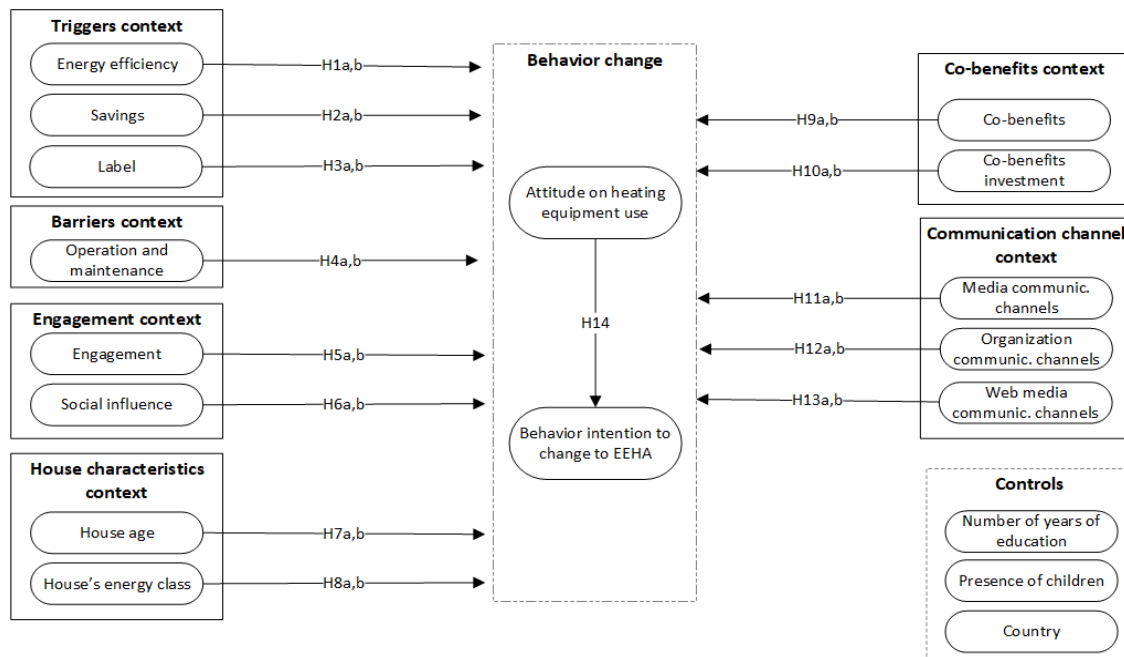 Triggers context
Energy efficiency
H1a,b
Savings
H2a,b
Label
H3a,b
Barriers context
Operation and
maintenance
H4a,b
Engagement context
Engagement
H5a,b
Social influence
H6a,b
House characteristics
context
House age
H7a,b
House's energy class
H8a,b
Behavior change
Attitude on heating
equipment use
H14
Behavior intention to
change to EEHA
Co-benefits context
H9a,b
Co-benefits
H10a,b
Co-benefits
investment
Communication channel
context
H11a,b
Media communic.
channels
H12a,b
Organization
communic. channels
H13a,b
Web media
communic. channels
Controls
Number of years of
education
Presence of children
Country